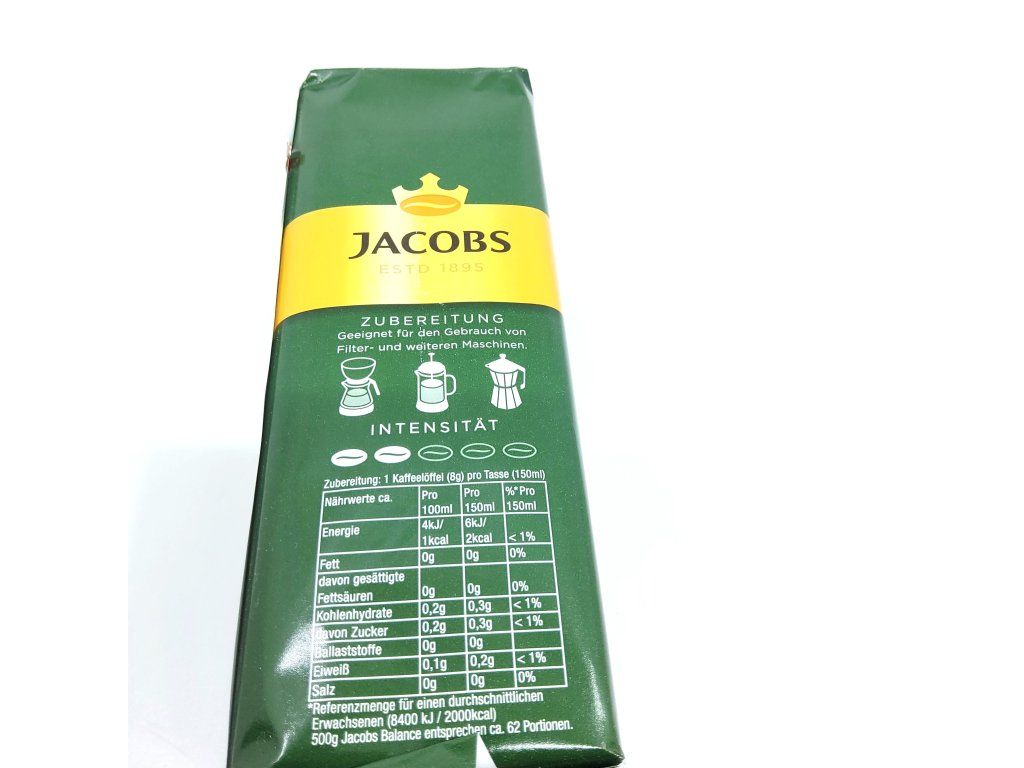 JACOBS
ESTD 1895
ZUBEREITUNG
Geeignet für den Gebrauch von
Filter- und weiteren Maschinen.
INTENSITÄT
Zubereitung: 1 Kaffeelöffel (8g) pro Tasse (150ml)
Nährwerte ca. Pro 100ml Pro 150ml %*Pro 150ml
Energie 4kJ/ 1kcal 6kJ/ 2kcal < 1%
Fett 0g 0g 0%
davon gesättigte
Fettsäuren 0g 0g 0%
Kohlenhydrate 0,2g 0,3g < 1%
davon Zucker 0,2g 0,3g < 1%
Ballaststoffe 0g 0g
Eiweiß 0,1g 0,2g < 1%
Salz 0g 0g 0%
*Referenzmenge für einen durchschnittlichen
Erwachsenen (8400 kJ / 2000kcal)
500g Jacobs Balance entsprechen ca. 62 Portionen.